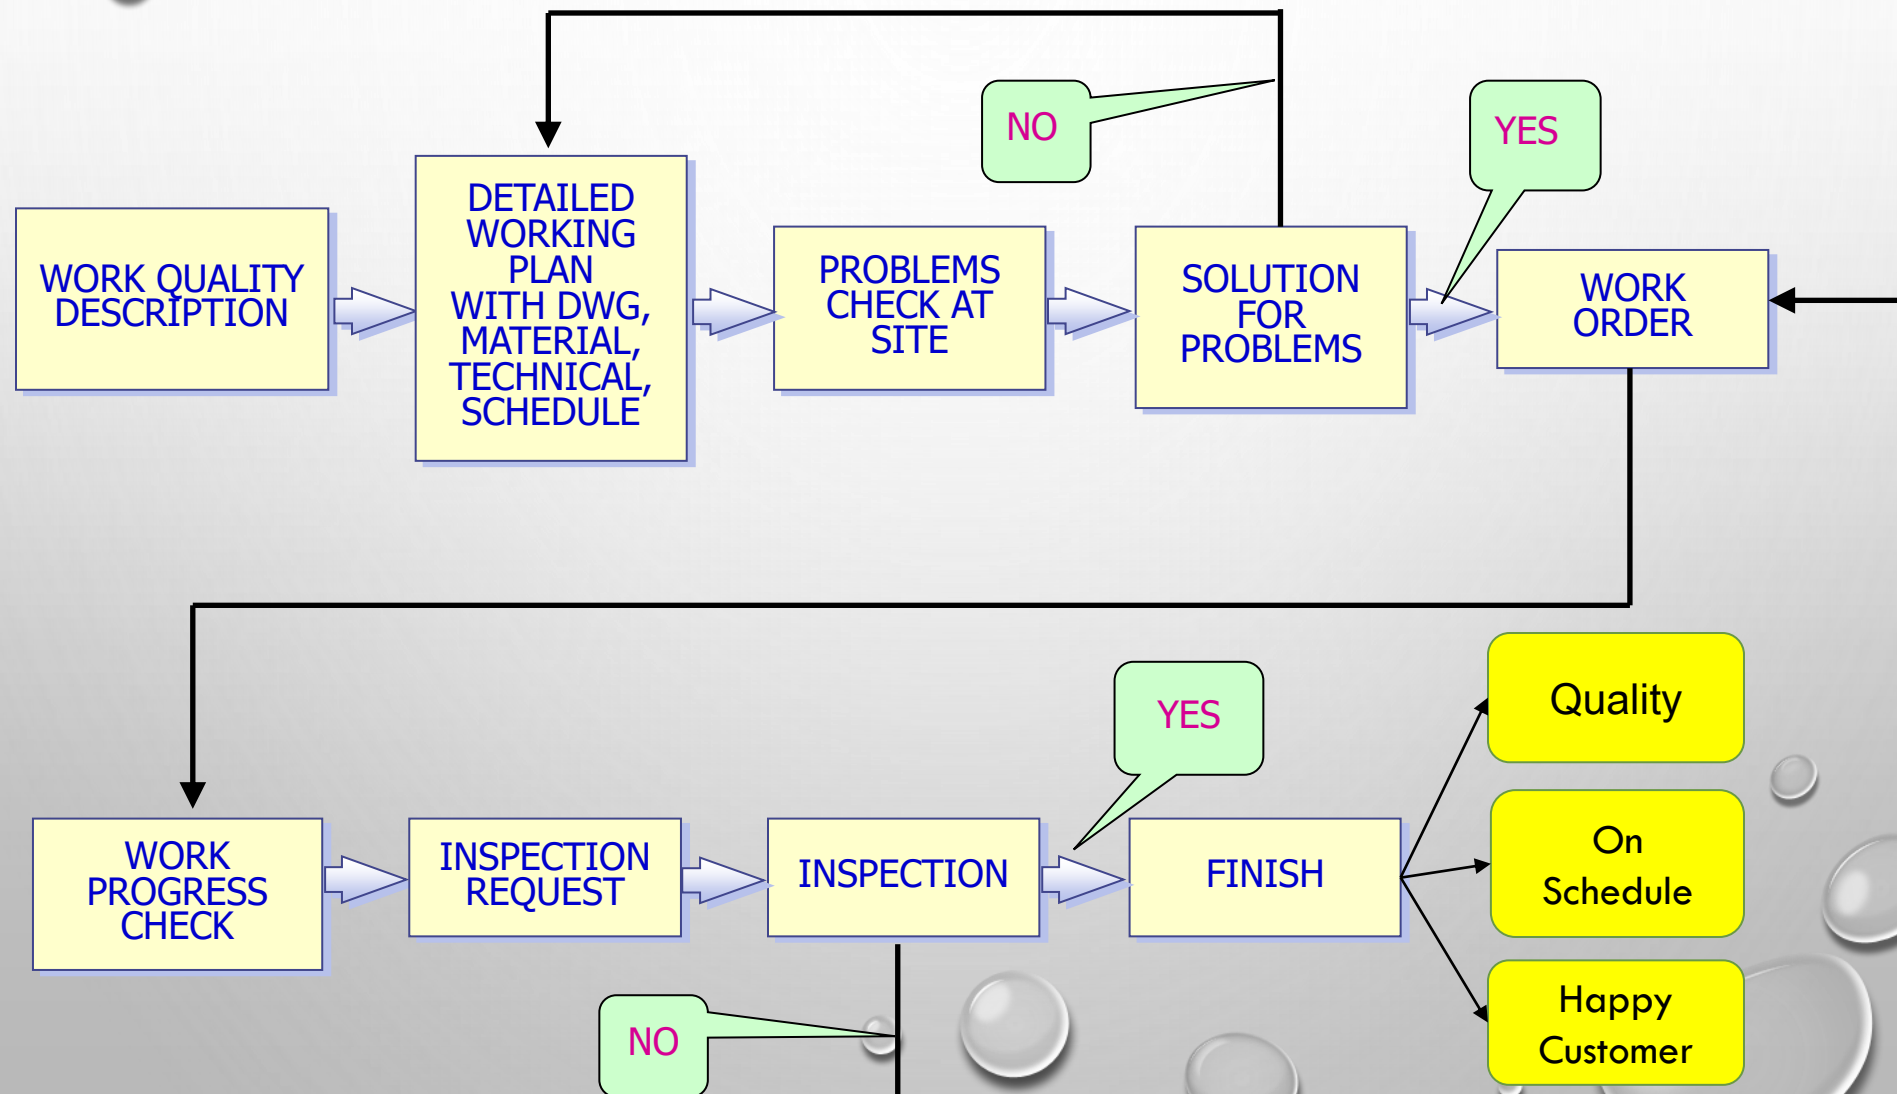 NO
YES
WORK QUALITY
DESCRIPTION
DETAILED
WORKING
PLAN
WITH DWG,
MATERIAL,
TECHNICAL,
SCHEDULE
PROBLEMS
CHECK AT
SITE
SOLUTION
FOR
PROBLEMS
WORK
ORDER
YES
WORK
PROGRESS
CHECK
INSPECTION
REQUEST
INSPECTION
FINISH
Quality
On
Schedule
Happy
Customer
NO